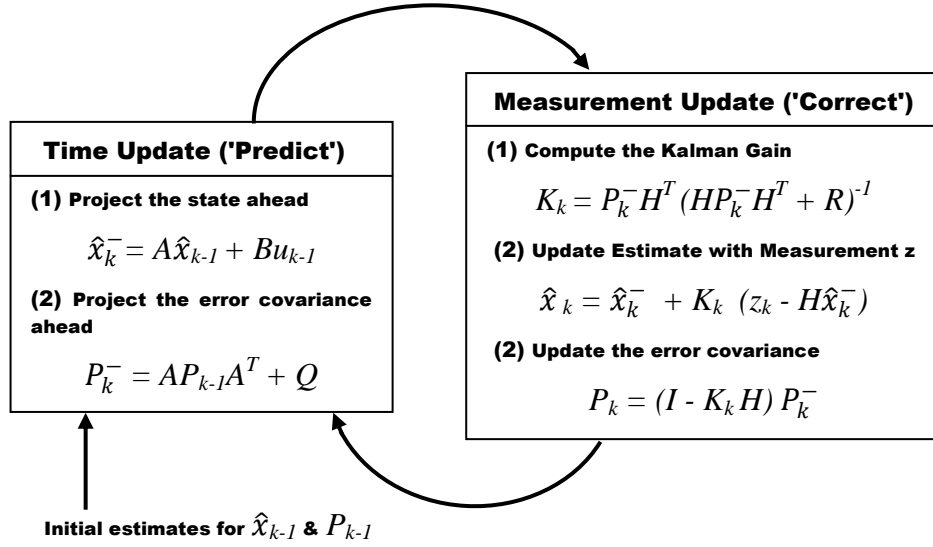 Time Update ('Predict')
(1) Project the state ahead
x̂ₖ⁻ = Ax̂ₖ₋₁ + Buₖ₋₁
(2) Project the error covariance
ahead
Pₖ⁻ = APₖ₋₁Aᵀ + Q
Measurement Update ('Correct')
(1) Compute the Kalman Gain
Kₖ = Pₖ⁻Hᵀ(HPₖ⁻Hᵀ + R)⁻¹
(2) Update Estimate with Measurement z
x̂ₖ = x̂ₖ⁻ + Kₖ (zₖ - Hx̂ₖ⁻)
(2) Update the error covariance
Pₖ = (I - KₖH) Pₖ⁻
Initial estimates for x̂ₖ₋₁ & Pₖ₋₁